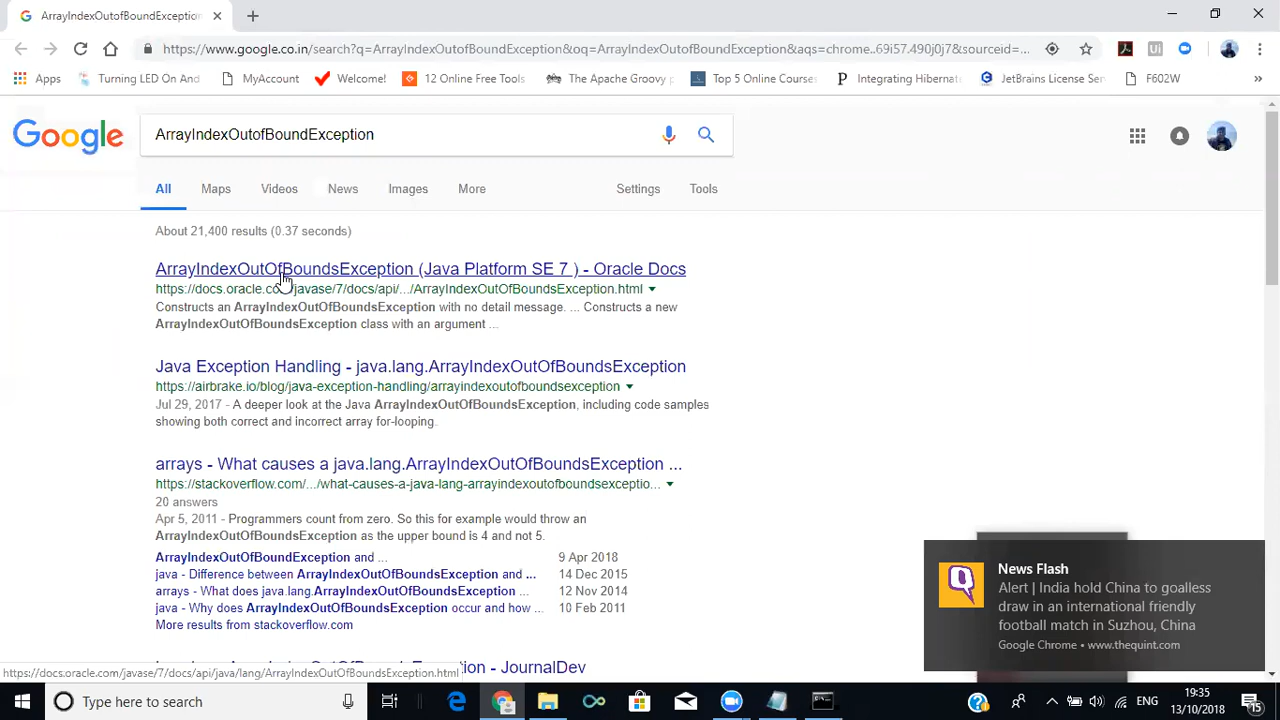 ArrayIndexOutOfBoundsException
https://www.google.co.in/search?q=ArrayIndexOutofBoundException&oq=ArrayIndexOutofBoundException&aqs=chrome..69i57.490j0j7&sourceid=...
Apps Turning LED On And MyAccount Welcome! 12 Online Free Tools The Apache Groovy p Top 5 Online Courses Integrating Hibernat JetBrains License Sen F602W »
Google
ArrayIndexOutofBoundException
All Maps Videos News Images More Settings Tools
About 21,400 results (0.37 seconds)
ArrayIndexOutOfBoundsException (Java Platform SE 7 ) - Oracle Docs
https://docs.oracle.co /javase/7/docs/api/.../ArrayIndexOutOfBoundsException.html
Constructs an ArrayIndexOutOfBoundsException with no detail message. ... Constructs a new
ArrayIndexOutOfBoundsException class with an argument ...
Java Exception Handling - java.lang.ArrayIndexOutOfBoundsException
https://airbrake.io/blog/java-exception-handling/arrayindexoutofboundsexception
Jul 29, 2017 - A deeper look at the Java ArrayIndexOutOfBoundsException, including code samples
showing both correct and incorrect array for-looping.
arrays - What causes a java.lang.ArrayIndexOutOfBoundsException ...
https://stackoverflow.com/.../what-causes-a-java-lang-arrayindexoutofboundsexceptio...
20 answers
Apr 5, 2011 - Programmers count from zero. So this for example would throw an
ArrayIndexOutOfBoundsException as the upper bound is 4 and not 5.
ArrayIndexOutOfBoundException and ... 9 Apr 2018
java - Difference between ArrayIndexOutOfBoundsException and ... 14 Dec 2015
arrays - What does java.lang.ArrayIndexOutOfBoundsException ... 12 Nov 2014
java - Why does ArrayIndexOutOfBoundsException occur and how ... 10 Feb 2011
More results from stackoverflow.com
- JournalDev
News Flash
Alert | India hold China to goalless
draw in an international friendly
football match in Suzhou, China
Google Chrome • www.thequint.com
https://docs.oracle.com/javase/7/docs/api/java/lang/ArrayIndexOutOfBoundsException.html
Type here to search
ENG
19:35
13/10/2018
15